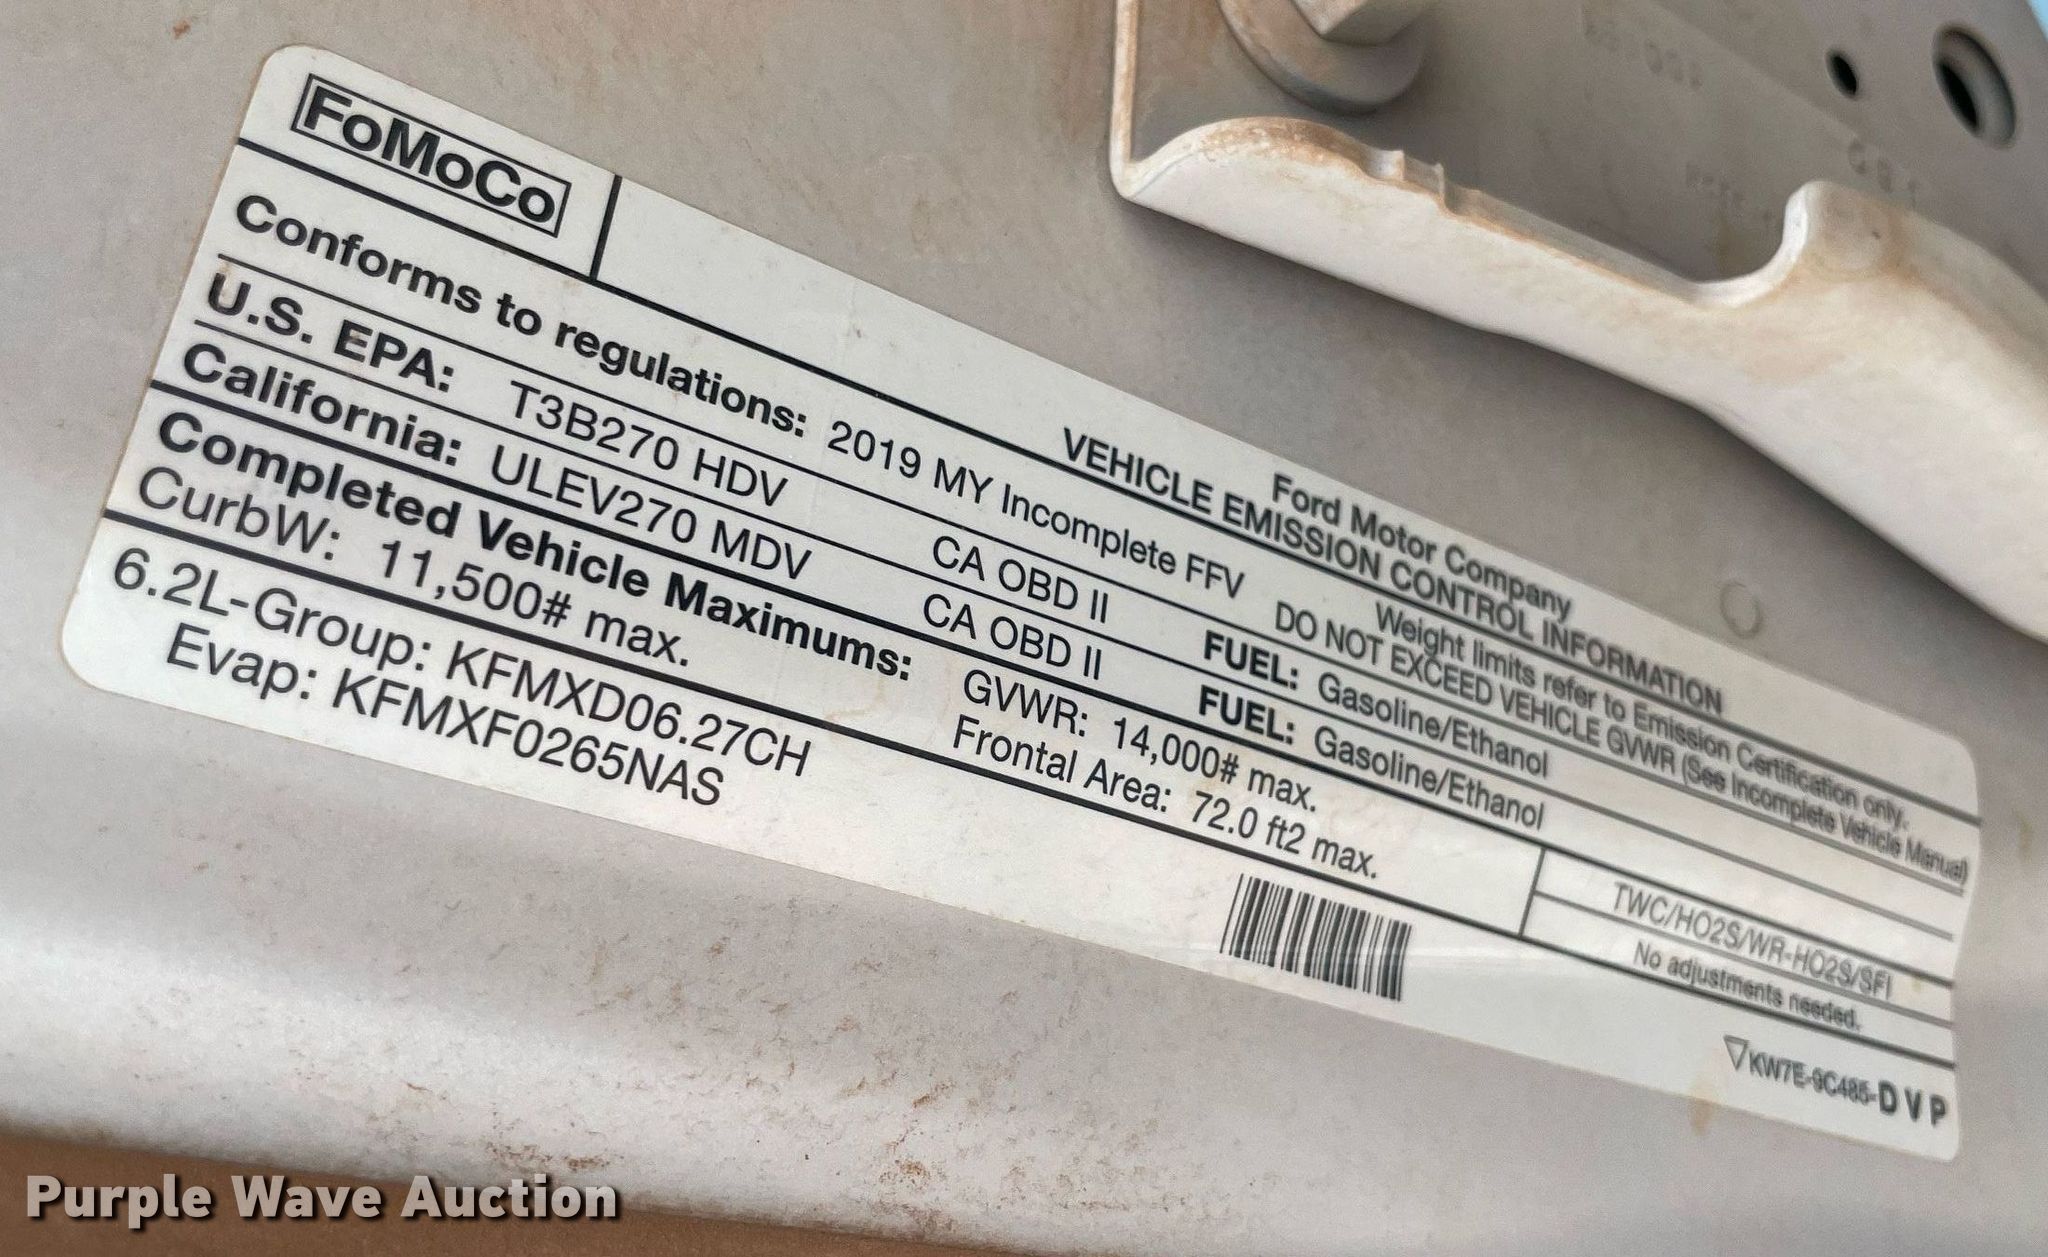 FoMoCo
Ford Motor Company
VEHICLE EMISSION CONTROL INFORMATION
Conforms to regulations: 2019 MY Incomplete FFV Weight limits refer to Emission Certification only.
DO NOT EXCEED VEHICLE GVWR (See Incomplete Vehicle Manual)
U.S. EPA: T3B270 HDV CA OBD II FUEL: Gasoline/Ethanol
California: ULEV270 MDV CA OBD II FUEL: Gasoline/Ethanol
Completed Vehicle Maximums: GVWR: 14,000# max.
CurbW: 11,500# max. Frontal Area: 72.0 ft2 max.
TWC/HO2S/WR-HO2S/SFI
No adjustments needed.
6.2L-Group: KFMXD06.27CH
Evap: KFMXF0265NAS
KW7E-9C485-D V P
Purple Wave Auction